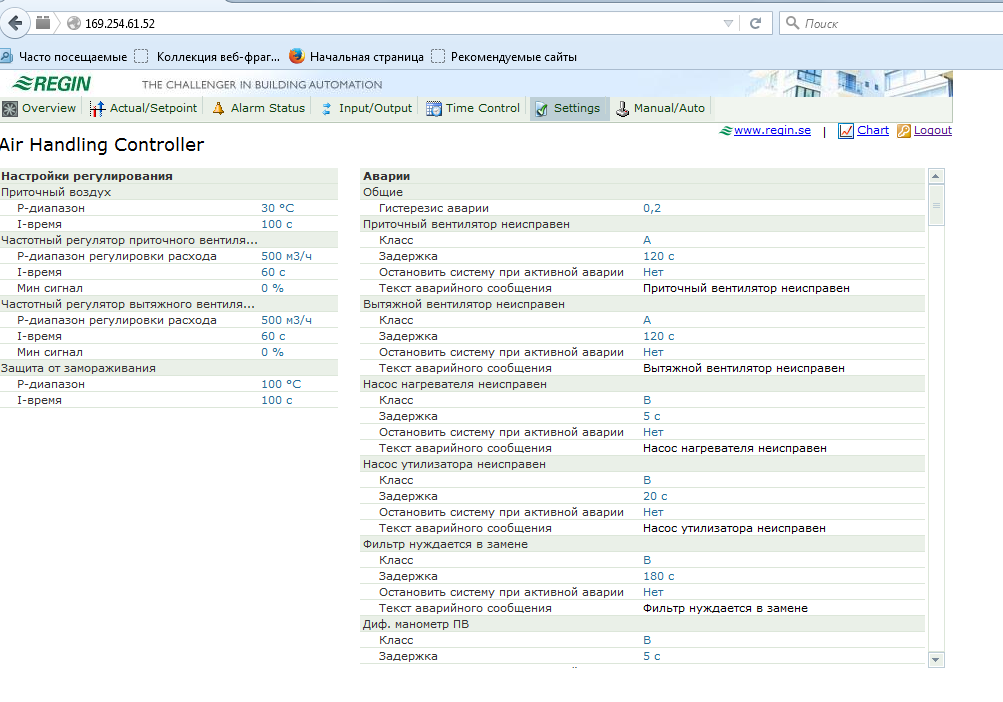 169.254.61.52
Поиск
Часто посещаемые Коллекция веб-фраг... Начальная страница Рекомендуемые сайты
REGIN THE CHALLENGER IN BUILDING AUTOMATION
Overview Actual/Setpoint Alarm Status Input/Output Time Control Settings Manual/Auto
www.regin.se | Chart Logout
Air Handling Controller
Настройки регулирования
Приточный воздух
P-диапазон 30 °C
I-время 100 с
Частотный регулятор приточного вентиля...
P-диапазон регулировки расхода 500 м3/ч
I-время 60 с
Мин сигнал 0 %
Частотный регулятор вытяжного вентиля...
P-диапазон регулировки расхода 500 м3/ч
I-время 60 с
Мин сигнал 0 %
Защита от замораживания
P-диапазон 100 °C
I-время 100 с
Аварии
Общие
Гистерезис аварии 0,2
Приточный вентилятор неисправен
Класс A
Задержка 120 с
Остановить систему при активной аварии Нет
Текст аварийного сообщения Приточный вентилятор неисправен
Вытяжной вентилятор неисправен
Класс A
Задержка 120 с
Остановить систему при активной аварии Нет
Текст аварийного сообщения Вытяжной вентилятор неисправен
Насос нагревателя неисправен
Класс B
Задержка 5 с
Остановить систему при активной аварии Нет
Текст аварийного сообщения Насос нагревателя неисправен
Насос утилизатора неисправен
Класс B
Задержка 20 с
Остановить систему при активной аварии Нет
Текст аварийного сообщения Насос утилизатора неисправен
Фильтр нуждается в замене
Класс B
Задержка 180 с
Остановить систему при активной аварии Нет
Текст аварийного сообщения Фильтр нуждается в замене
Диф. манометр ПВ
Класс B
Задержка 5 с